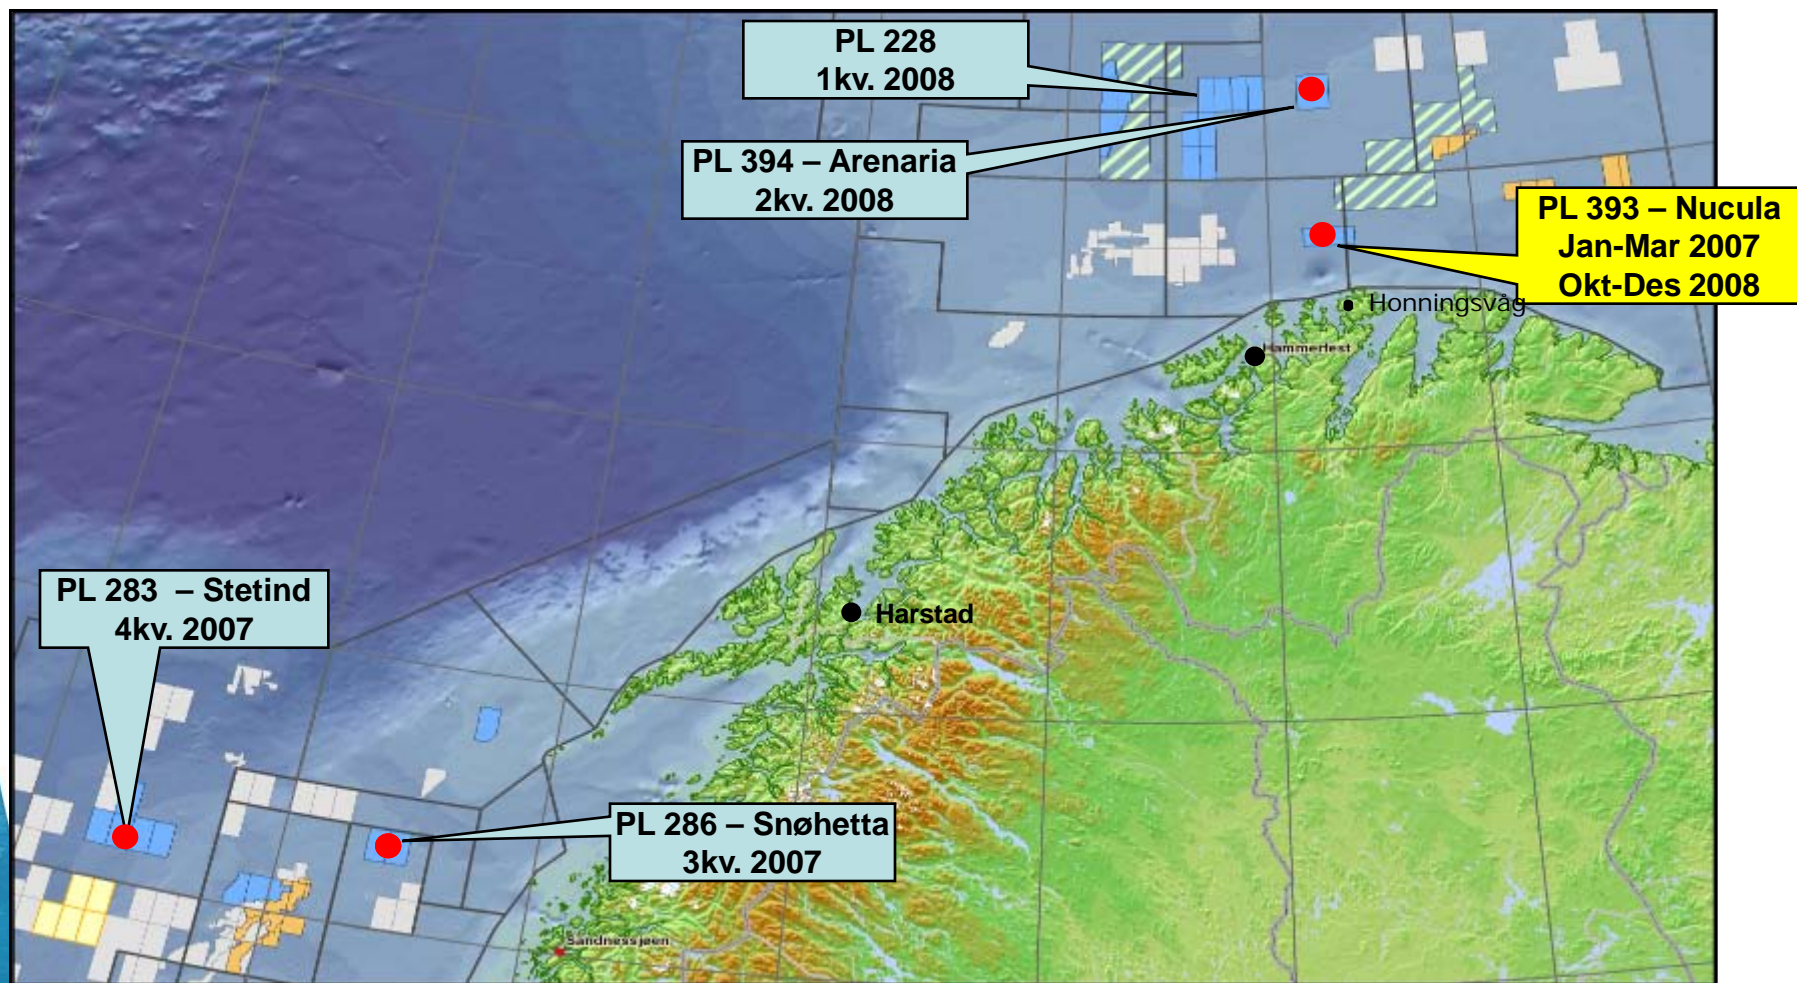 PL 228
1kv. 2008
PL 394 – Arenaria
2kv. 2008
PL 393 – Nucula
Jan-Mar 2007
Okt-Des 2008
Honningsvåg
Hammerfest
PL 283 – Stetind
4kv. 2007
Harstad
PL 286 – Snøhetta
3kv. 2007
Sandnessjøen